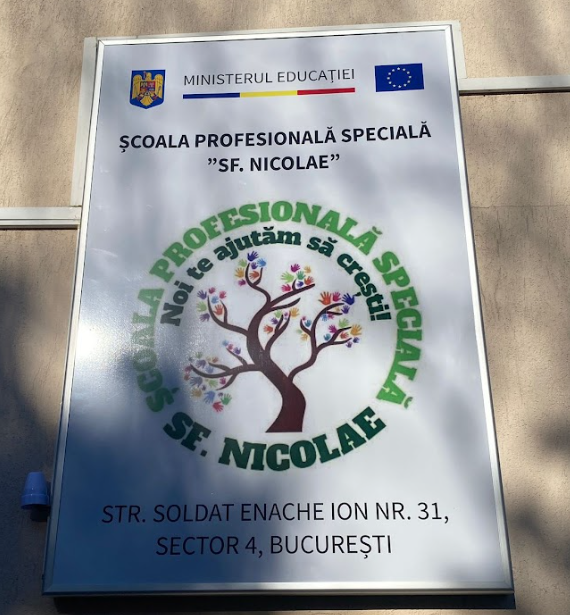 MINISTERUL EDUCAŢIEI
ȘCOALA PROFESIONALĂ SPECIALĂ
”SF. NICOLAE”
ȘCOALA PROFESIONALĂ SPECIALĂ
Noi te ajutăm să crești!
SF. NICOLAE
STR. SOLDAT ENACHE ION NR. 31,
SECTOR 4, BUCUREȘTI